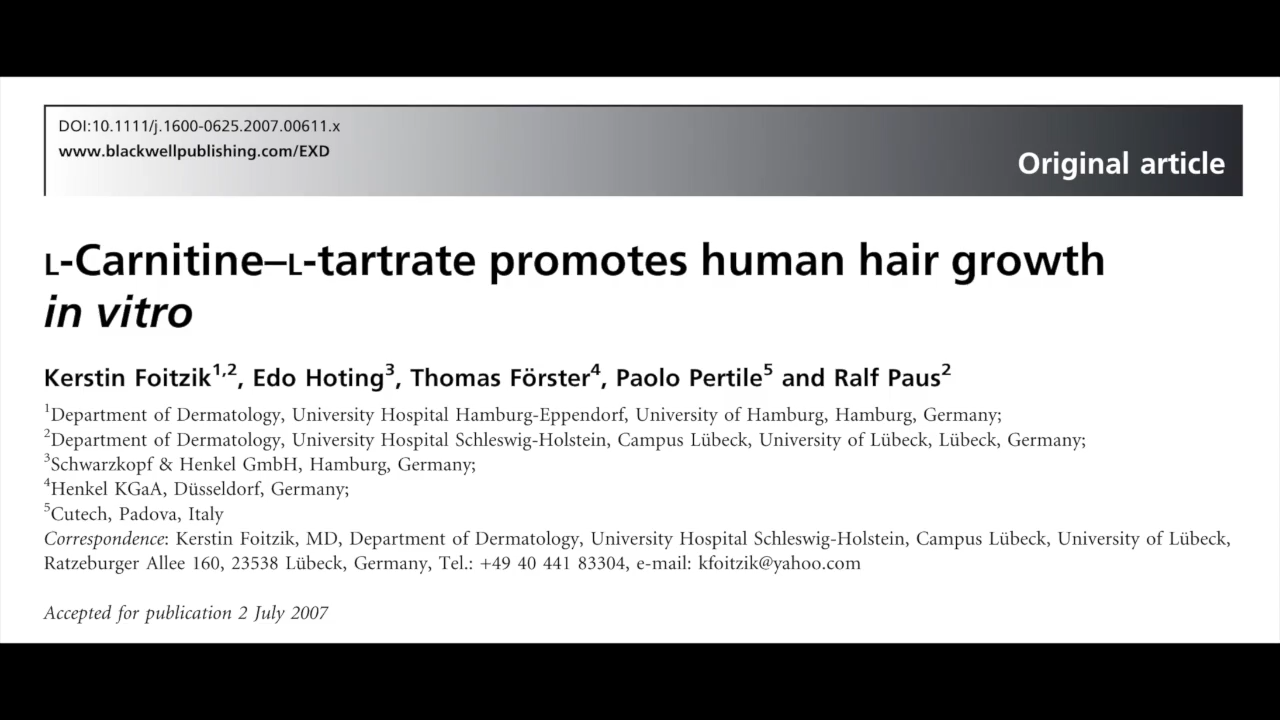 DOI:10.1111/j.1600-0625.2007.00611.x
www.blackwellpublishing.com/EXD
Original article
L-Carnitine–L-tartrate promotes human hair growth
in vitro
Kerstin Foitzik1,2, Edo Hoting3, Thomas Förster4, Paolo Pertile5 and Ralf Paus2
1Department of Dermatology, University Hospital Hamburg-Eppendorf, University of Hamburg, Hamburg, Germany;
2Department of Dermatology, University Hospital Schleswig-Holstein, Campus Lübeck, University of Lübeck, Lübeck, Germany;
3Schwarzkopf & Henkel GmbH, Hamburg, Germany;
4Henkel KGaA, Düsseldorf, Germany;
5Cutech, Padova, Italy
Correspondence: Kerstin Foitzik, MD, Department of Dermatology, University Hospital Schleswig-Holstein, Campus Lübeck, University of Lübeck,
Ratzeburger Allee 160, 23538 Lübeck, Germany, Tel.: +49 40 441 83304, e-mail: kfoitzik@yahoo.com
Accepted for publication 2 July 2007